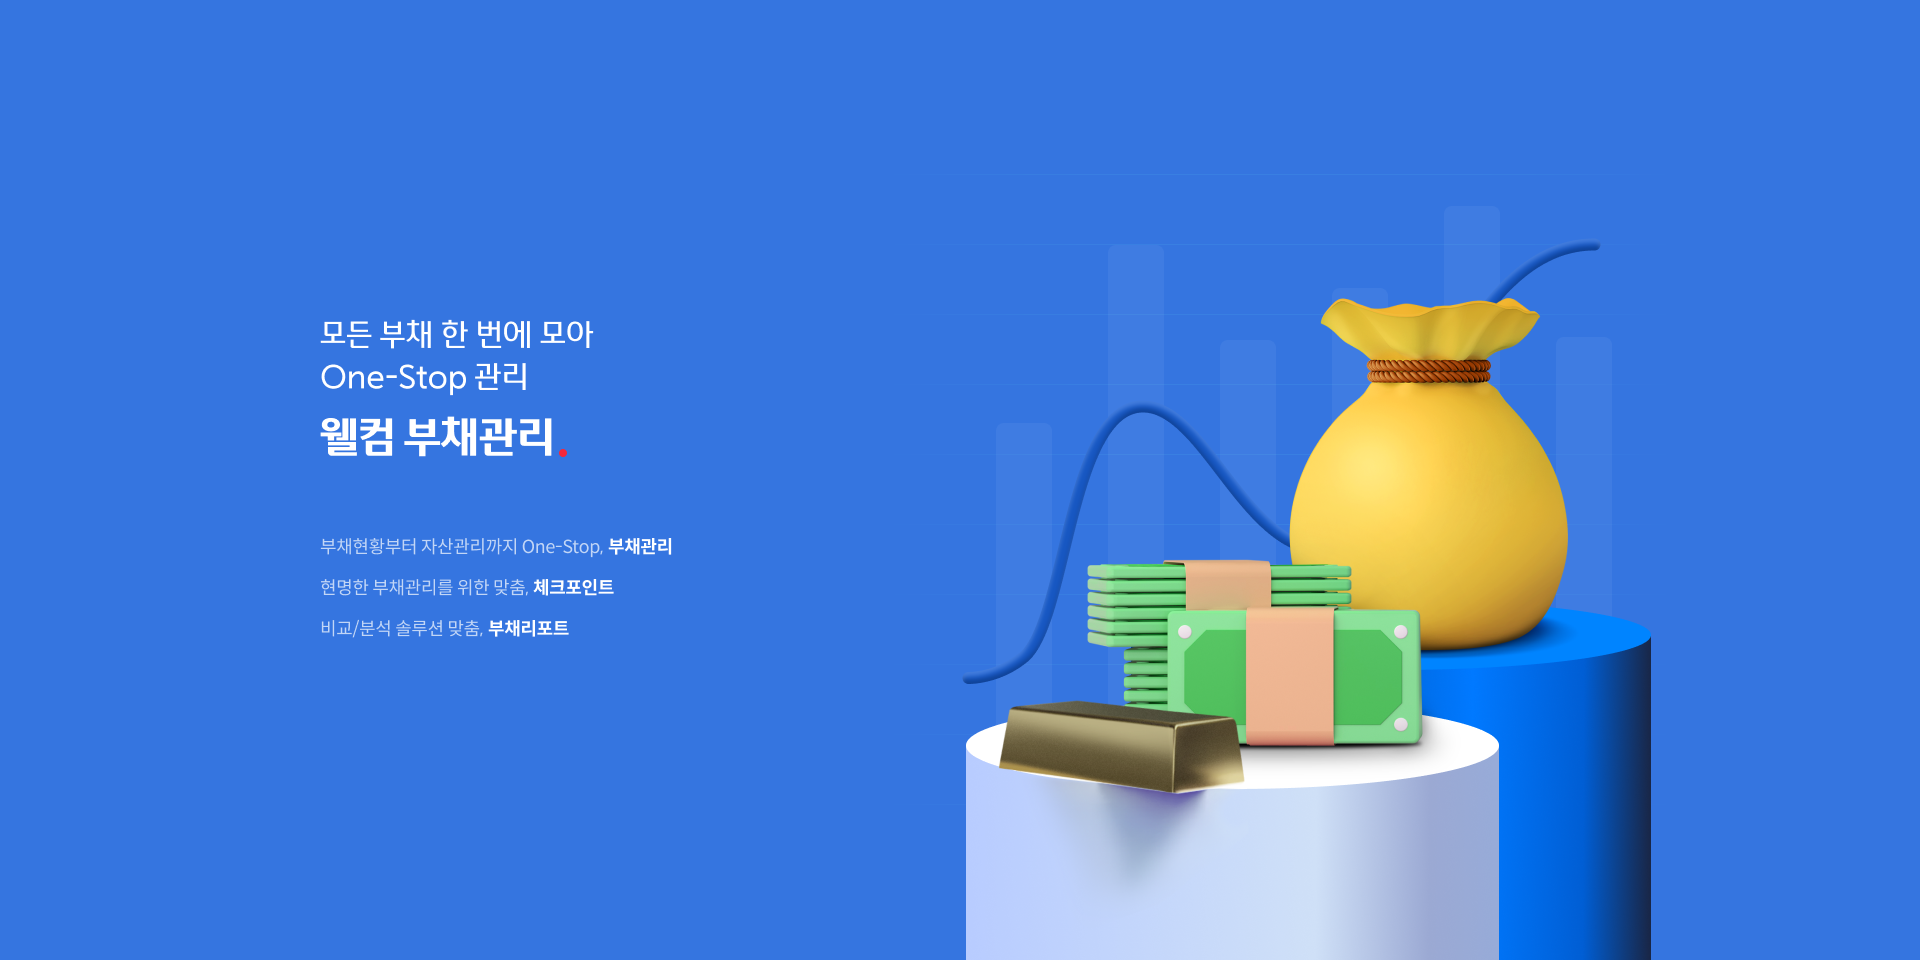 모든 부채 한 번에 모아
One-Stop 관리
웰컴 부채관리.
부채현황부터 자산관리까지 One-Stop, 부채관리
현명한 부채관리를 위한 맞춤, 체크포인트
비교/분석 솔루션 맞춤, 부채리포트